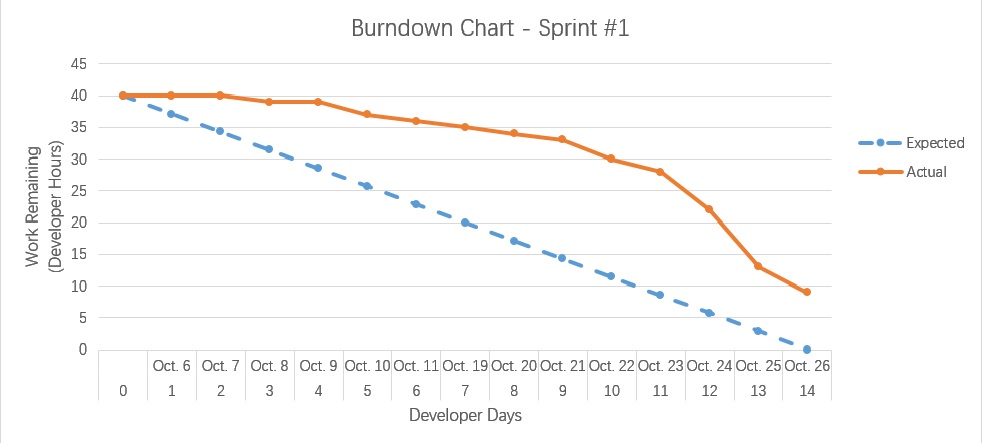 Burndown Chart - Sprint #1
45
40
35
30
25
20
15
10
5
0
Work Remaining
(Developer Hours)
Expected
Actual
Oct. 6 Oct. 7 Oct. 8 Oct. 9 Oct. 10 Oct. 11 Oct. 19 Oct. 20 Oct. 21 Oct. 22 Oct. 23 Oct. 24 Oct. 25 Oct. 26
0 1 2 3 4 5 6 7 8 9 10 11 12 13 14
Developer Days